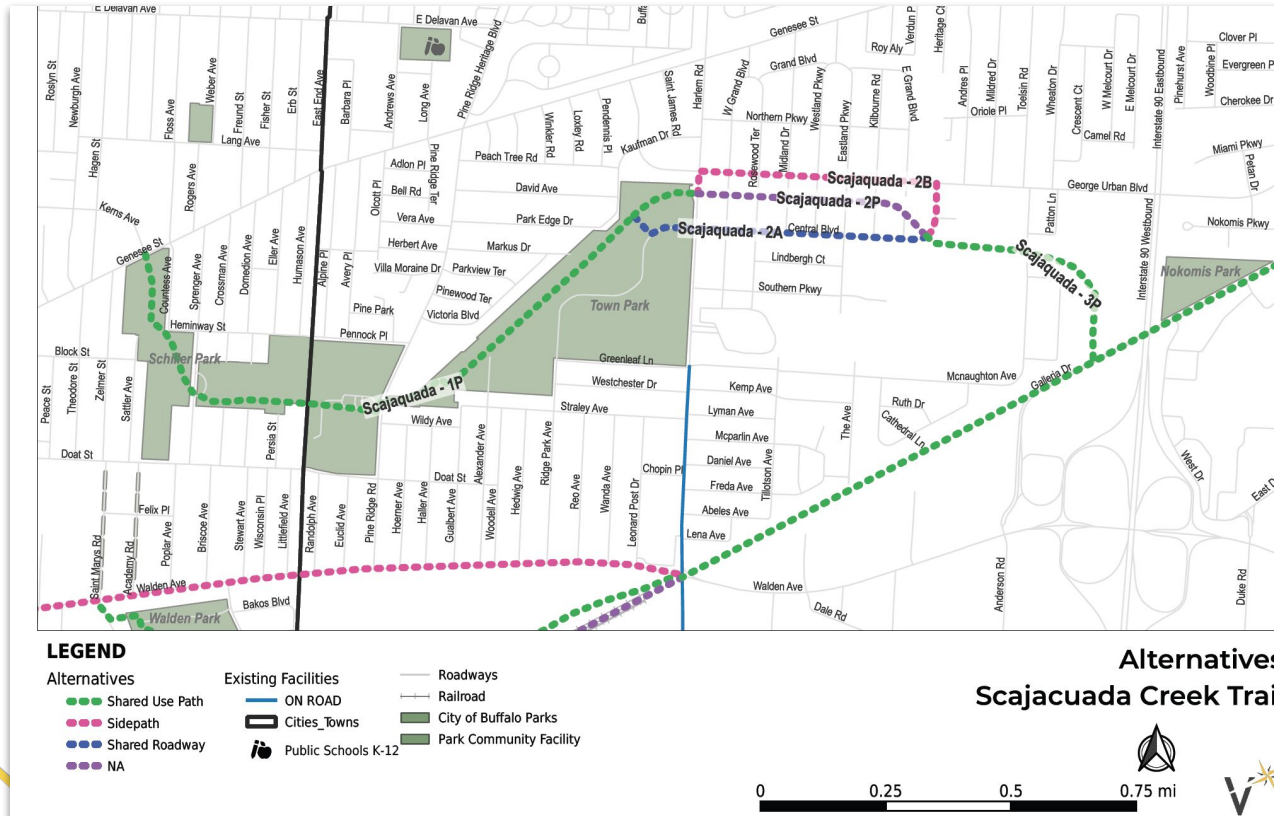 E Delavan Ave
E Delavan Ave
Genesee St
Heritage Ct
Clover Pl
Roslyn St
Newburgh Ave
Floss Ave
Weber Ave
Freund St
Fisher St
Erb St
East End Ave
Barbara Pl
Andrews Ave
Long Ave
Pine Ridge Heritage Blvd
Saint James Rd
Harlem Rd
W Grand Blvd
Grand Blvd
Roy Aly
Westland Pkwy
Eastland Pkwy
Kilbourne Rd
E Grand Blvd
Verdun P
Andres Pl
Mildred Dr
Toelsin Rd
Wheaton Dr
Crescent Ct
W Melcourt Dr
E Melcourt Dr
Interstate 90 Eastbound
Pinehurst Ave
Woodbine Pl
Evergreen P
Cherokee Dr
Oriole Pl
Camel Rd
Hagen St
Lang Ave
Winkler Rd
Loxley Rd
Pendennis Pl
Kaufman Dr
Northern Pkwy
Rosewood Ter
Midland Dr
Miami Pkwy
Petan Dr
Rogers Ave
Adlon Pl
Pine Ridge Ter
Peach Tree Rd
Olcott Pl
Bell Rd
David Ave
Scajaquada - 2B
George Urban Blvd
Kerns Ave
Vera Ave
Park Edge Dr
Scajaquada - 2P
Patton Ln
Nokomis Pkwy
Genesee St
Herbert Ave
Markus Dr
Scajaquada - 2A
Central Blvd
Countess Ave
Sprenger Ave
Crossman Ave
Domedion Ave
Eller Ave
Humason Ave
Alpine Pl
Avery Pl
Villa Moraine Dr
Parkview Ter
Lindbergh Ct
Scajaquada - 3P
Interstate 90 Westbound
Nokomis Park
Pinewood Ter
Southern Pkwy
Pine Park
Victoria Blvd
Town Park
Heminway St
Pennock Pl
Block St
Schiller Park
Greenleaf Ln
Peace St
Theodore St
Zelmer St
Sattler Ave
Scajaquada - 1P
Westchester Dr
Kemp Ave
Mcnaughton Ave
Galleria Dr
Straley Ave
Lyman Ave
The Ave
Ruth Dr
Cathedral Ln
Persia St
Wildy Ave
Mcparlin Ave
Doat St
Doat St
Alexander Ave
Ridge Park Ave
Chopin Pl
Daniel Ave
Tillotson Ave
West Dr
Freda Ave
East D
Felix Pl
Poplar Ave
Briscoe Ave
Stewart Ave
Wisconsin Pl
Littlefield Ave
Randolph Ave
Euclid Ave
Pine Ridge Rd
Hoerner Ave
Haller Ave
Gualbert Ave
Woodell Ave
Hedwig Ave
Reo Ave
Wanda Ave
Leonard Post Dr
Abeles Ave
Lena Ave
Saint Marys Rd
Academy Rd
Walden Ave
Walden Ave
Anderson Rd
Duke Rd
Bakos Blvd
Dale Rd
Walden Park
LEGEND
Alternatives
Shared Use Path
Sidepath
Shared Roadway
NA
Existing Facilities
ON ROAD
Cities_Towns
Public Schools K-12
Roadways
Railroad
City of Buffalo Parks
Park Community Facility
Alternatives
Scajacuada Creek Trai
0 0.25 0.5 0.75 mi